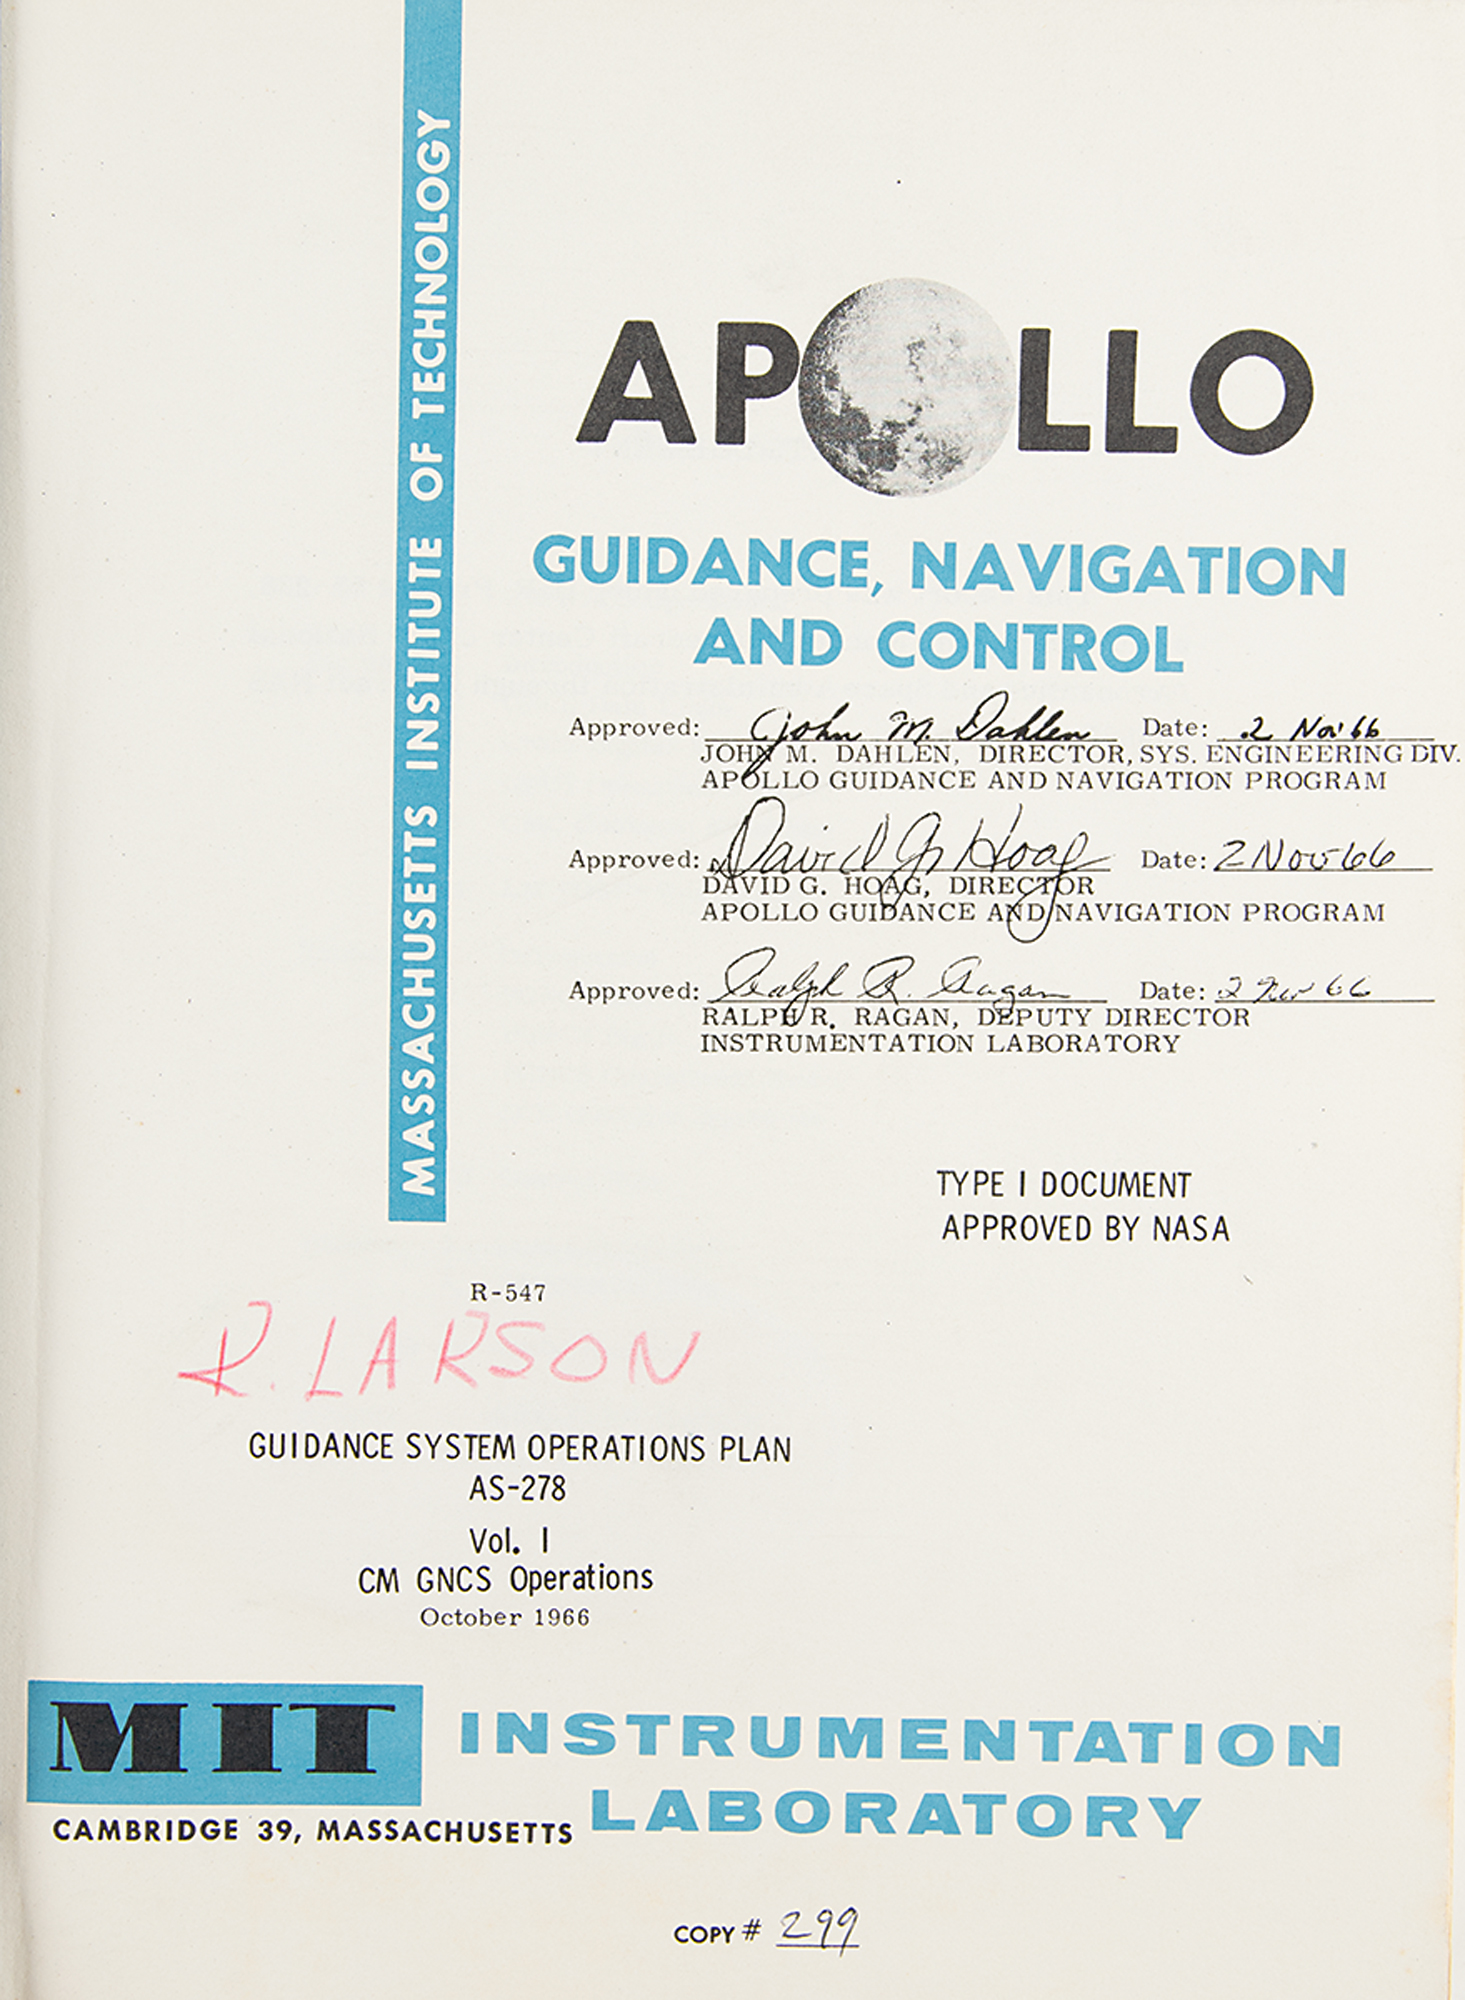 MASSACHUSETTS INSTITUTE OF TECHNOLOGY
APOLLO
GUIDANCE, NAVIGATION
AND CONTROL
Approved: John M. Dahlen Date: 2 Nov 66
JOHN M. DAHLEN, DIRECTOR, SYS. ENGINEERING DIV.
APOLLO GUIDANCE AND NAVIGATION PROGRAM
Approved: David G. Hoag Date: 2 Nov 66
DAVID G. HOAG, DIRECTOR
APOLLO GUIDANCE AND NAVIGATION PROGRAM
Approved: Ralph R. Ragan Date: 2 Nov 66
RALPH R. RAGAN, DEPUTY DIRECTOR
INSTRUMENTATION LABORATORY
TYPE I DOCUMENT
APPROVED BY NASA
R-547
R. LARSON
GUIDANCE SYSTEM OPERATIONS PLAN
AS-278
Vol. I
CM GNCS Operations
October 1966
MIT INSTRUMENTATION
LABORATORY
CAMBRIDGE 39, MASSACHUSETTS
COPY # 299